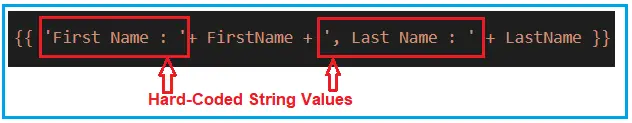 {{ 'First Name : '+ FirstName + ', Last Name : ' + LastName }}
Hard-Coded String Values